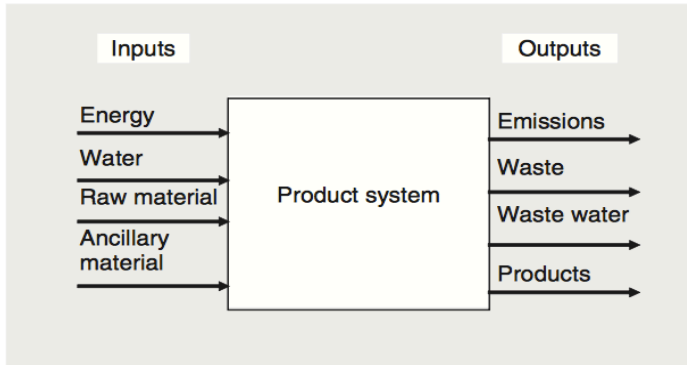 Inputs
Outputs
Energy
Water
Raw material
Ancillary
material
Product system
Emissions
Waste
Waste water
Products